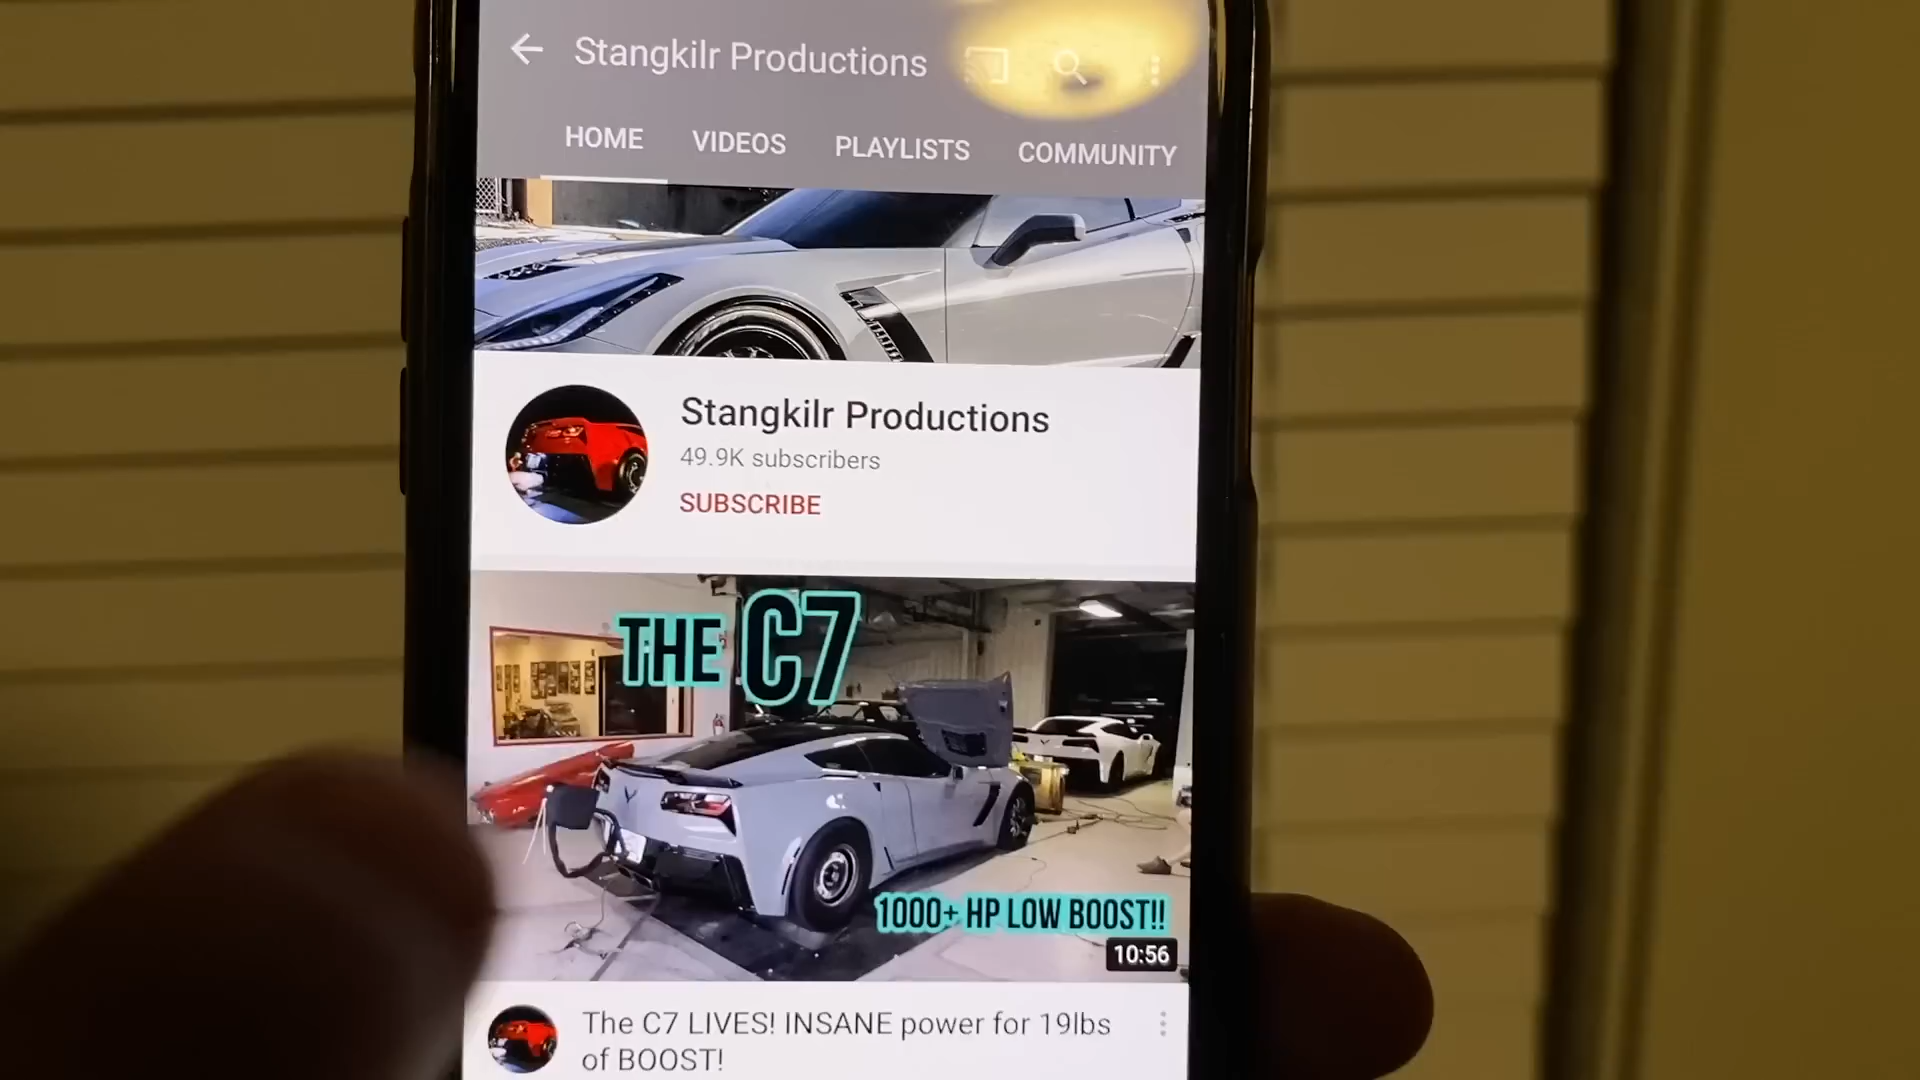 Stangkilr Productions
HOME VIDEOS PLAYLISTS COMMUNITY
Stangkilr Productions
49.9K subscribers
SUBSCRIBE
THE C7
1000+ HP LOW BOOST!!
10:56
The C7 LIVES! INSANE power for 19lbs
of BOOST!